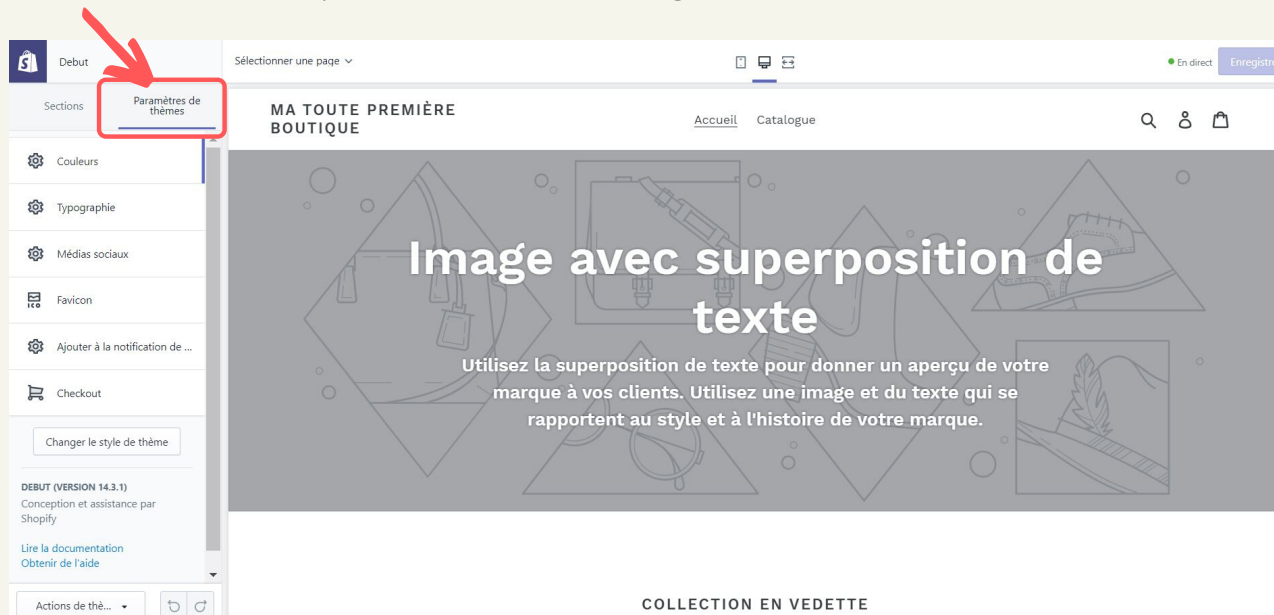 Debut
Sélectionner une page
En direct
Sections
Paramètres de
thèmes
Couleurs
Typographie
Médias sociaux
Favicon
Ajouter à la notification de ...
Checkout
Changer le style de thème
DEBUT (VERSION 14.3.1)
Conception et assistance par
Shopify
Lire la documentation
Obtenir de l'aide
Actions de thè...
MA TOUTE PREMIÈRE
BOUTIQUE
Accueil
Catalogue
Image avec superposition de
texte
Utilisez la superposition de texte pour donner un aperçu de votre
marque à vos clients. Utilisez une image et du texte qui se
rapportent au style et à l'histoire de votre marque.
COLLECTION EN VEDETTE